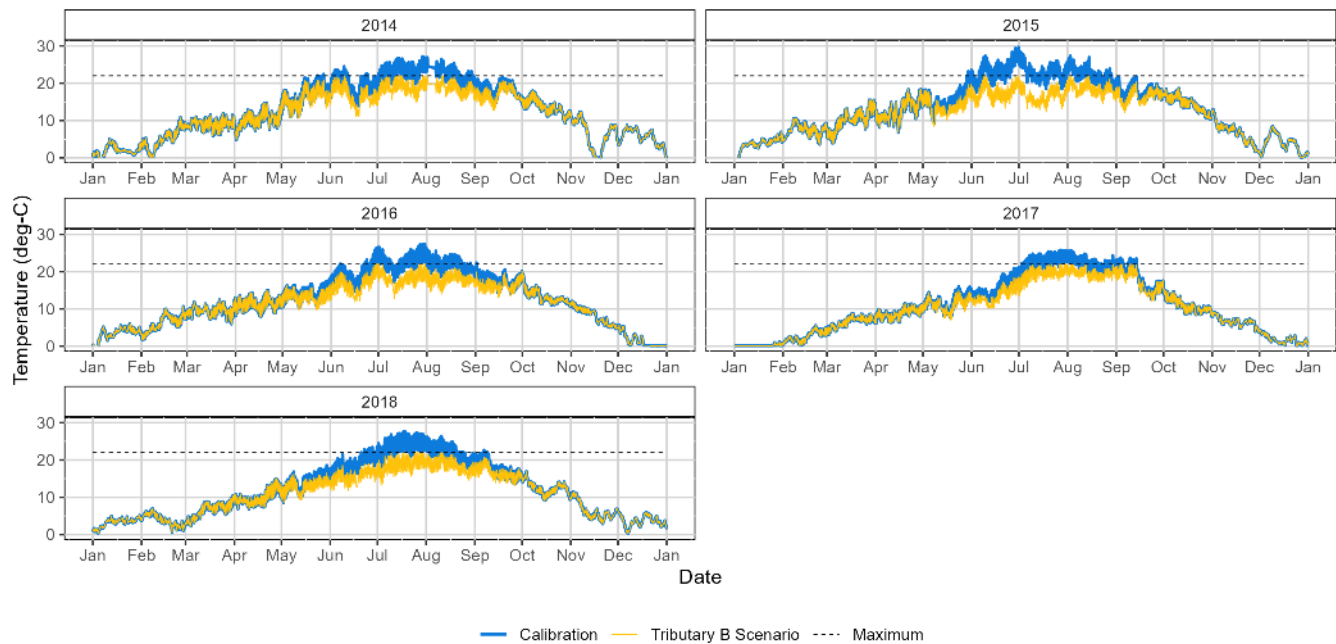 2014
2015
30
20
10
0
Jan Feb Mar Apr May Jun Jul Aug Sep Oct Nov Dec Jan
Jan Feb Mar Apr May Jun Jul Aug Sep Oct Nov Dec Jan
2016
2017
Temperature (deg-C)
30
20
10
0
Jan Feb Mar Apr May Jun Jul Aug Sep Oct Nov Dec Jan
Jan Feb Mar Apr May Jun Jul Aug Sep Oct Nov Dec Jan
2018
30
20
10
0
Jan Feb Mar Apr May Jun Jul Aug Sep Oct Nov Dec Jan
Date
Calibration Tributary B Scenario Maximum